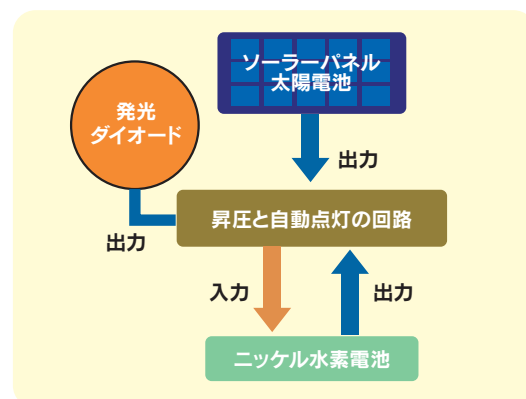 ソーラーパネル
太陽電池
発光
ダイオード
出力
昇圧と自動点灯の回路
出力
入力
出力
ニッケル水素電池